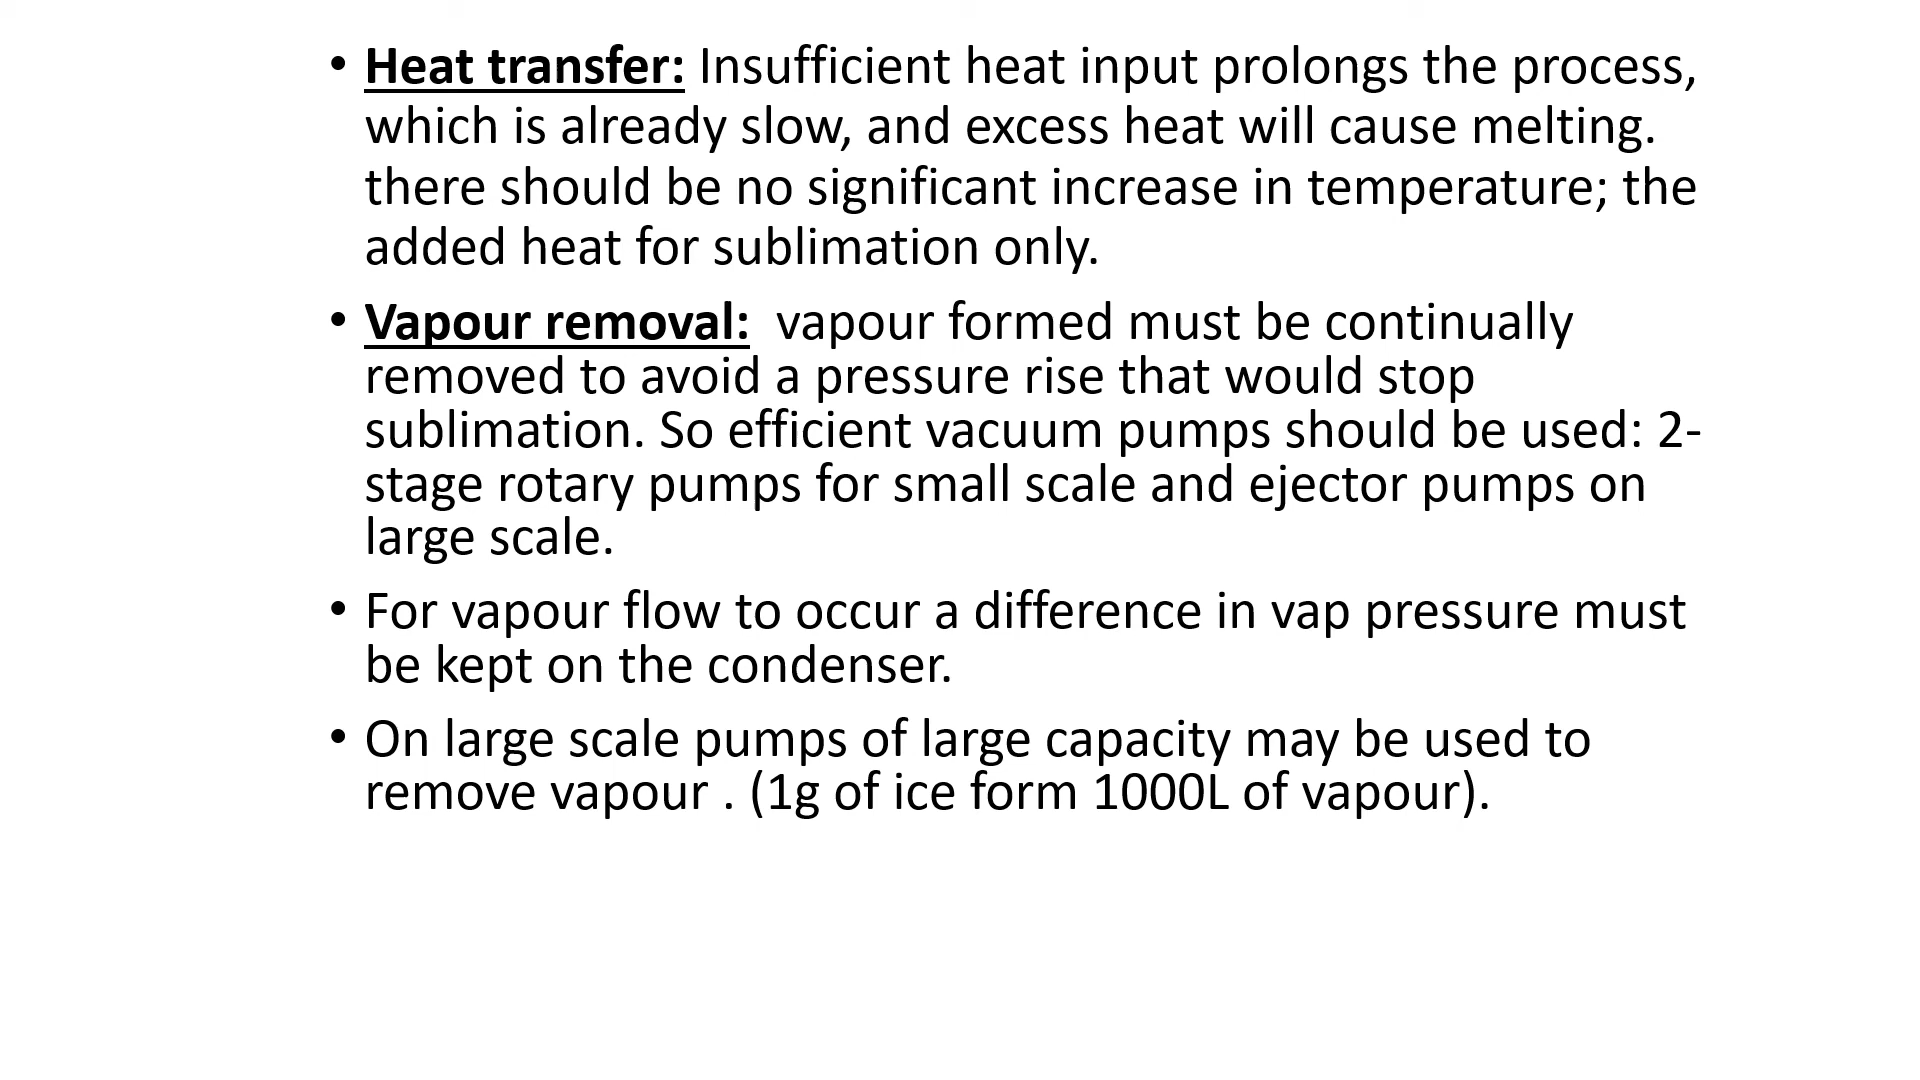 • Heat transfer: Insufficient heat input prolongs the process,
which is already slow, and excess heat will cause melting.
there should be no significant increase in temperature; the
added heat for sublimation only.
• Vapour removal:  vapour formed must be continually
removed to avoid a pressure rise that would stop
sublimation. So efficient vacuum pumps should be used: 2-
stage rotary pumps for small scale and ejector pumps on
large scale.
• For vapour flow to occur a difference in vap pressure must
be kept on the condenser.
• On large scale pumps of large capacity may be used to
remove vapour . (1g of ice form 1000L of vapour).